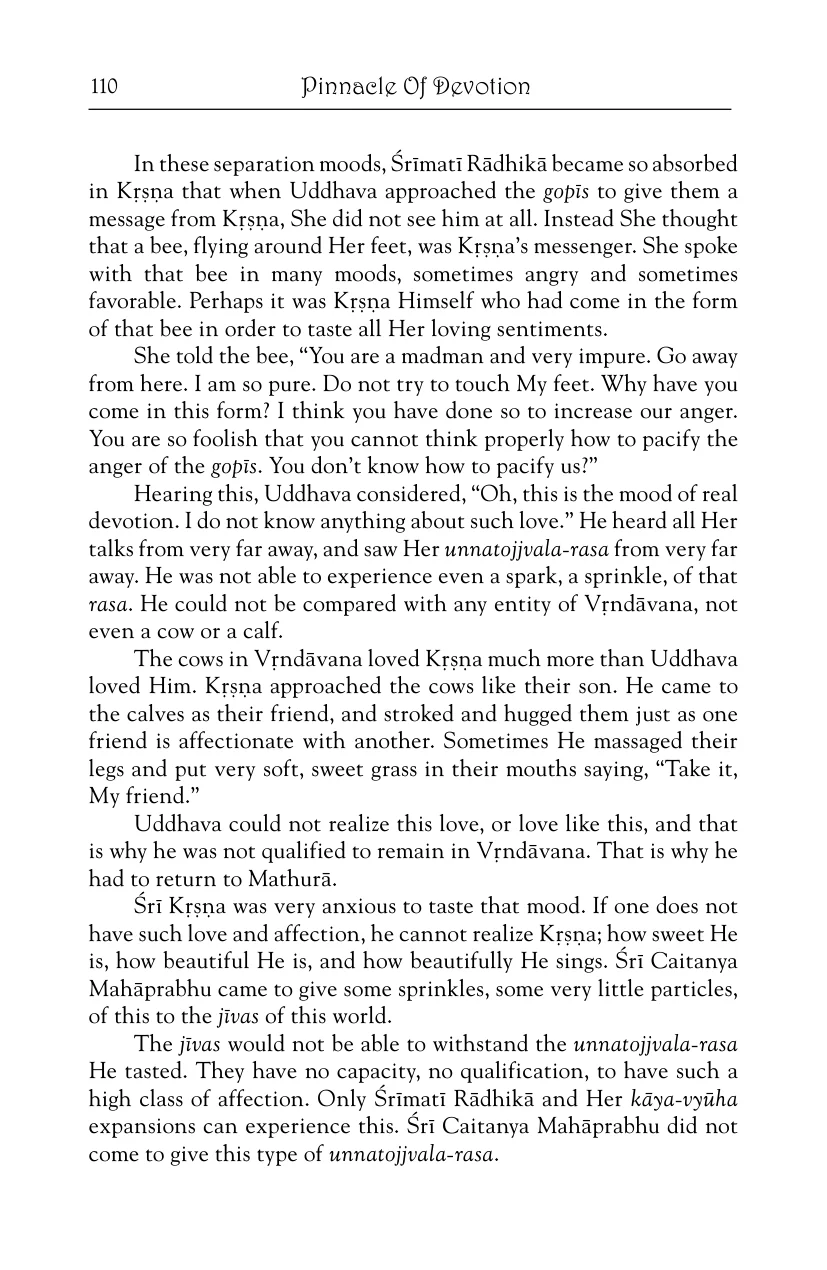 110
Pinnacle Of Devotion
In these separation moods, Śrīmatī Rādhikā became so absorbed
in Kṛṣṇa that when Uddhava approached the gopīs to give them a
message from Kṛṣṇa, She did not see him at all. Instead She thought
that a bee, flying around Her feet, was Kṛṣṇa’s messenger. She spoke
with that bee in many moods, sometimes angry and sometimes
favorable. Perhaps it was Kṛṣṇa Himself who had come in the form
of that bee in order to taste all Her loving sentiments.
She told the bee, “You are a madman and very impure. Go away
from here. I am so pure. Do not try to touch My feet. Why have you
come in this form? I think you have done so to increase our anger.
You are so foolish that you cannot think properly how to pacify the
anger of the gopīs. You don’t know how to pacify us?”
Hearing this, Uddhava considered, “Oh, this is the mood of real
devotion. I do not know anything about such love.” He heard all Her
talks from very far away, and saw Her unnatojjvala-rasa from very far
away. He was not able to experience even a spark, a sprinkle, of that
rasa. He could not be compared with any entity of Vṛndāvana, not
even a cow or a calf.
The cows in Vṛndāvana loved Kṛṣṇa much more than Uddhava
loved Him. Kṛṣṇa approached the cows like their son. He came to
the calves as their friend, and stroked and hugged them just as one
friend is affectionate with another. Sometimes He massaged their
legs and put very soft, sweet grass in their mouths saying, “Take it,
My friend.”
Uddhava could not realize this love, or love like this, and that
is why he was not qualified to remain in Vṛndāvana. That is why he
had to return to Mathurā.
Śrī Kṛṣṇa was very anxious to taste that mood. If one does not
have such love and affection, he cannot realize Kṛṣṇa; how sweet He
is, how beautiful He is, and how beautifully He sings. Śrī Caitanya
Mahāprabhu came to give some sprinkles, some very little particles,
of this to the jīvas of this world.
The jīvas would not be able to withstand the unnatojjvala-rasa
He tasted. They have no capacity, no qualification, to have such a
high class of affection. Only Śrīmatī Rādhikā and Her kāya-vyūha
expansions can experience this. Śrī Caitanya Mahāprabhu did not
come to give this type of unnatojjvala-rasa.